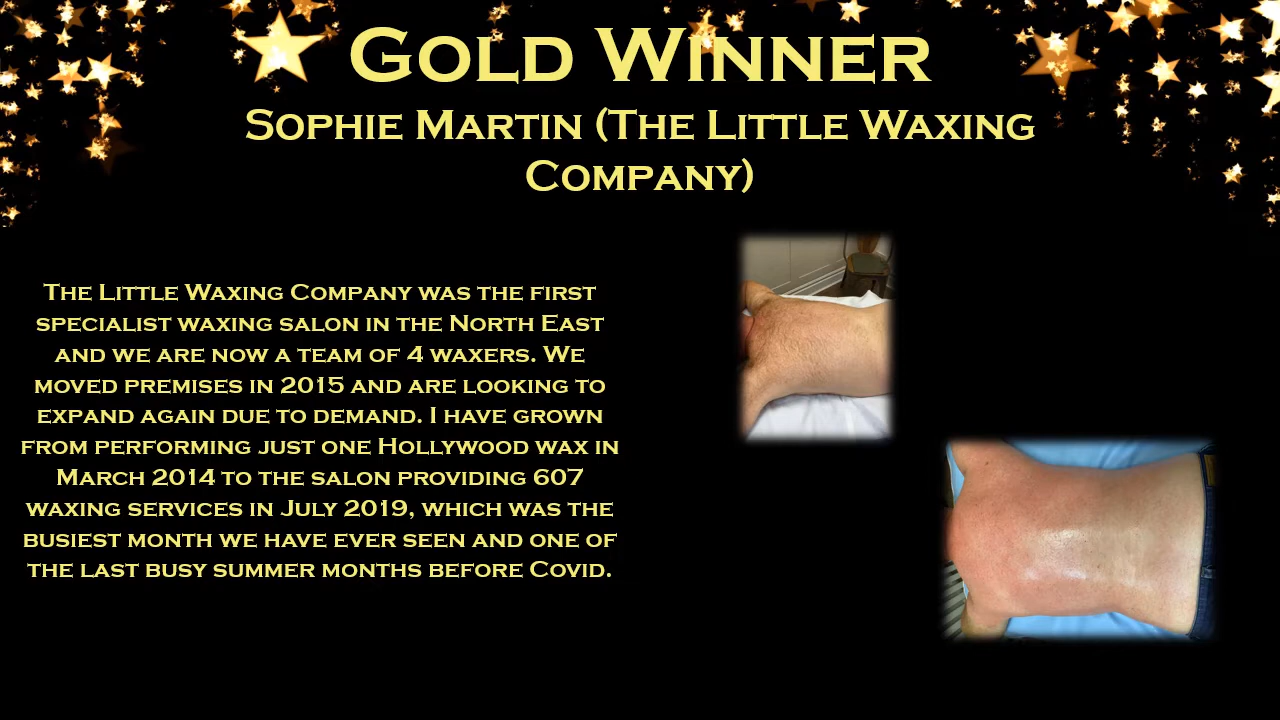 Gold Winner
Sophie Martin (The Little Waxing
Company)
The Little Waxing Company was the first
specialist waxing salon in the North East
and we are now a team of 4 waxers. We
moved premises in 2015 and are looking to
expand again due to demand. I have grown
from performing just one Hollywood wax in
March 2014 to the salon providing 607
waxing services in July 2019, which was the
busiest month we have ever seen and one of
the last busy summer months before Covid.